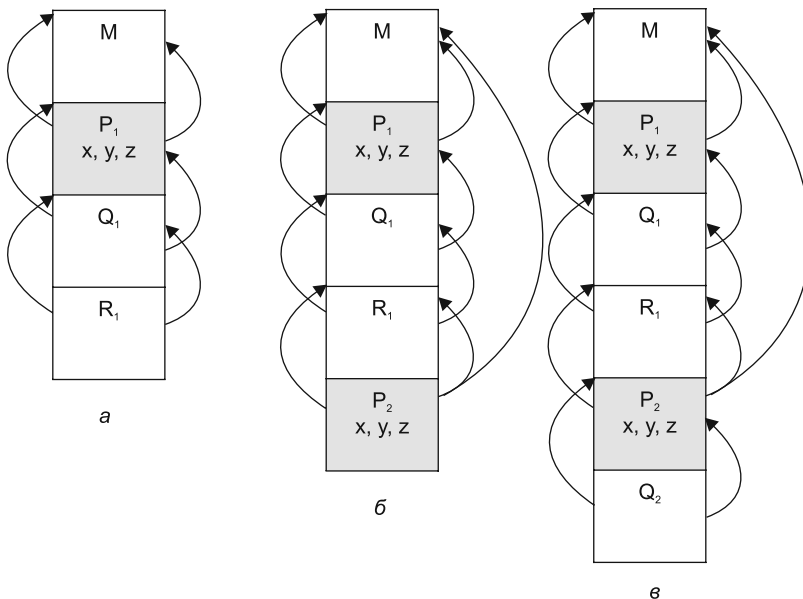 M
P₁
x, y, z
Q₁
R₁
а
M
P₁
x, y, z
Q₁
R₁
P₂
x, y, z
б
M
P₁
x, y, z
Q₁
R₁
P₂
x, y, z
Q₂
в